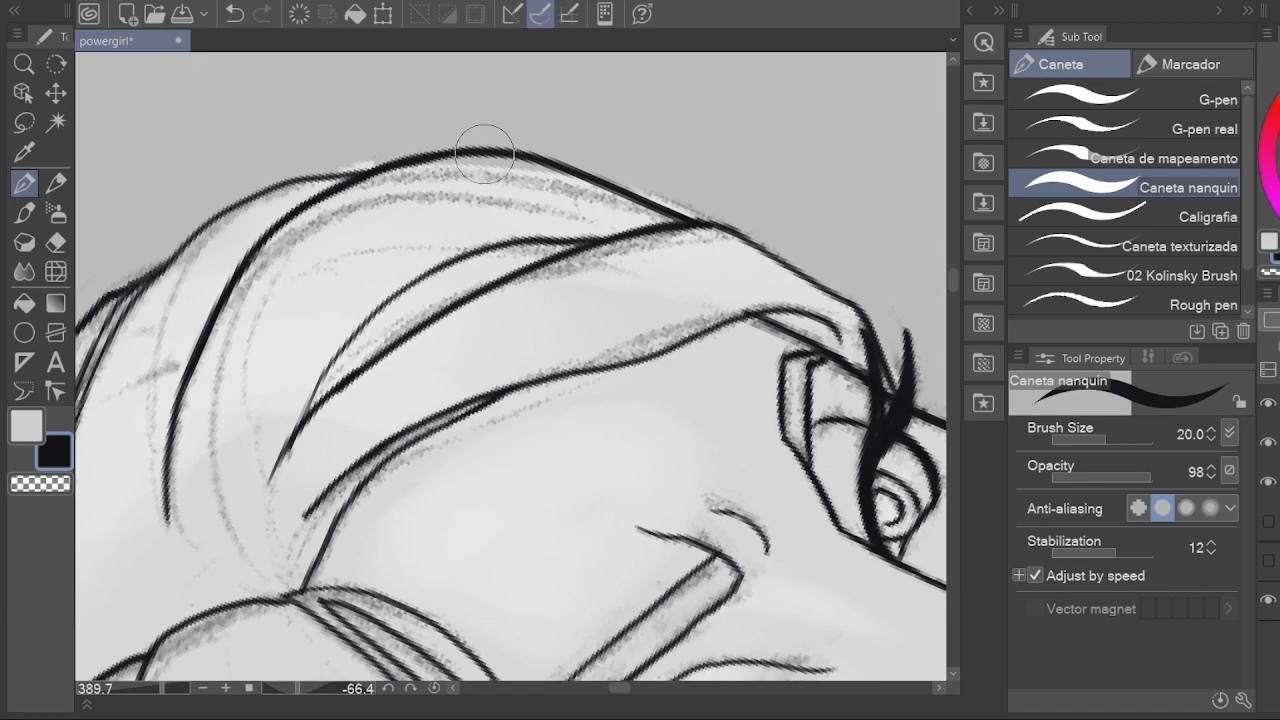 To
powergirl*
Sub Tool
Caneta
Marcador
G-pen
G-pen real
Caneta de mapeamento
Caneta nanquin
Caligrafia
Caneta texturizada
02 Kolinsky Brush
Rough pen
Tool Property
Caneta nanquin
Brush Size
20.0
Opacity
98
Anti-aliasing
Stabilization
12
Adjust by speed
Vector magnet
389.7
-66.4